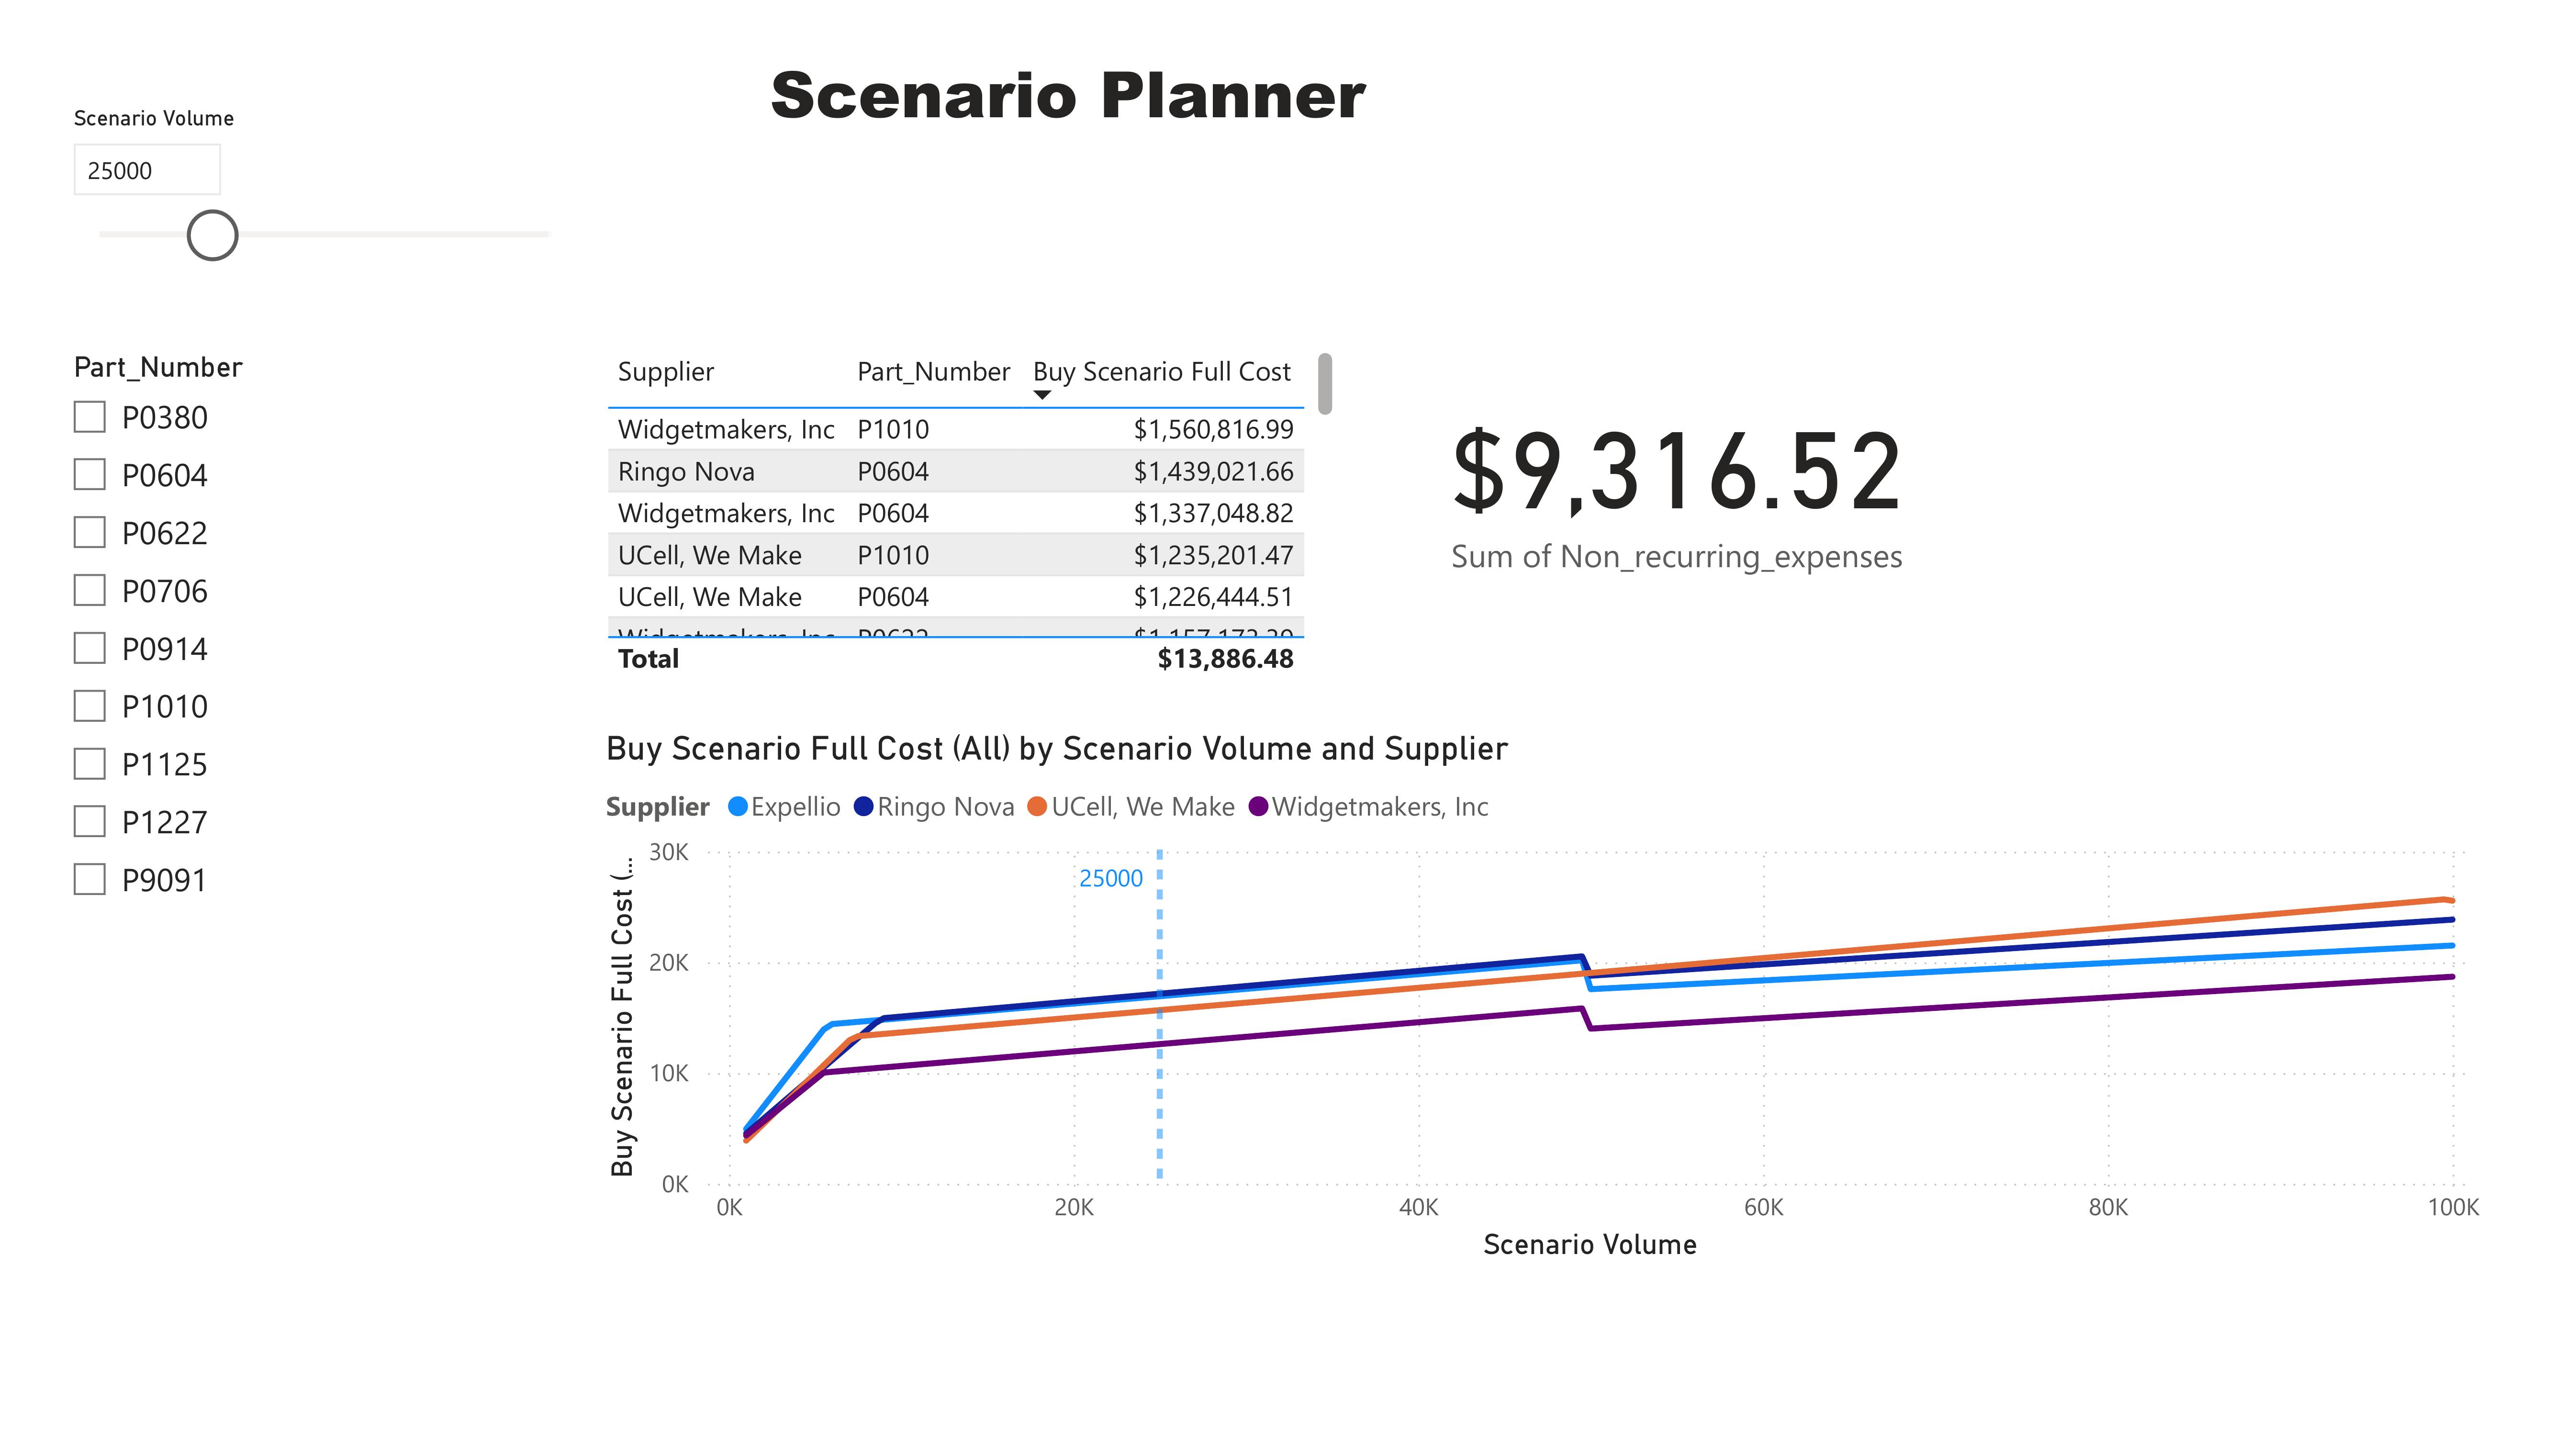 Scenario Planner
Scenario Volume
25000
Part_Number
P0380
P0604
P0622
P0706
P0914
P1010
P1125
P1227
P9091
Supplier Part_Number Buy Scenario Full Cost
Widgetmakers, Inc P1010 $1,560,816.99
Ringo Nova P0604 $1,439,021.66
Widgetmakers, Inc P0604 $1,337,048.82
UCell, We Make P1010 $1,235,201.47
UCell, We Make P0604 $1,226,444.51
Widgetmakers, Inc
Total $13,886.48
$9,316.52
Sum of Non_recurring_expenses
Buy Scenario Full Cost (All) by Scenario Volume and Supplier
Supplier Expellio Ringo Nova UCell, We Make Widgetmakers, Inc
Buy Scenario Full Cost (...
30K
20K
10K
0K
25000
0K 20K 40K 60K 80K 100K
Scenario Volume